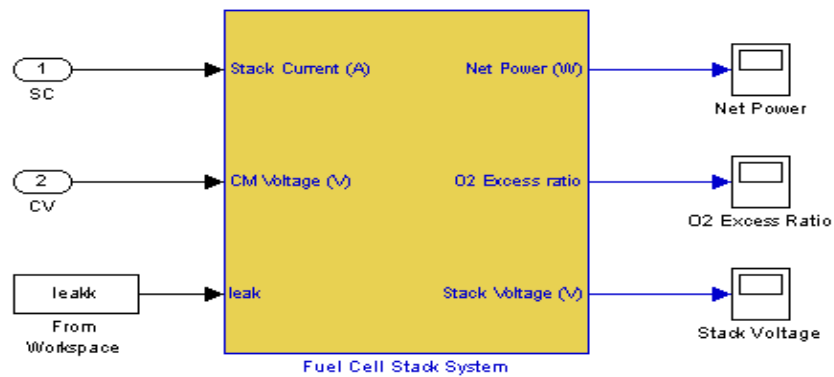 1
SC
Stack Current (A)
Net Power (W)
Net Power
2
CV
CM Voltage (V)
O2 Excess ratio
O2 Excess Ratio
leakk
From
Workspace
leak
Stack Voltage (V)
Stack Voltage
Fuel Cell Stack System